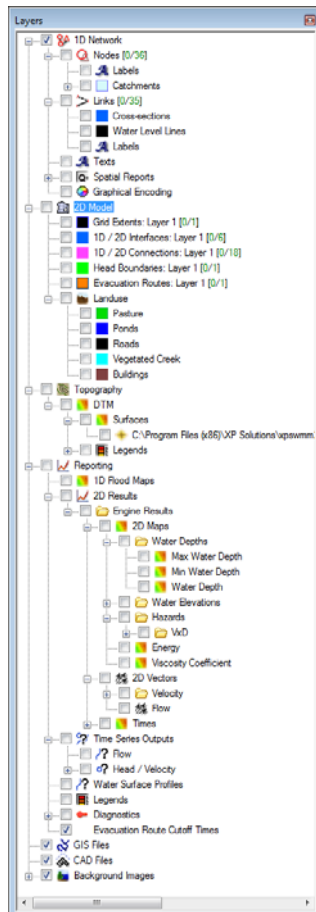 Layers
1D Network
Nodes [0/36]
Labels
Catchments
Links [0/35]
Cross-sections
Water Level Lines
Labels
Texts
Spatial Reports
Graphical Encoding
2D Model
Grid Extents: Layer 1 [0/1]
1D / 2D Interfaces: Layer 1 [0/6]
1D / 2D Connections: Layer 1 [0/18]
Head Boundaries: Layer 1 [0/1]
Evacuation Routes: Layer 1 [0/1]
Landuse
Pasture
Ponds
Roads
Vegetated Creek
Buildings
Topography
DTM
Surfaces
C:\Program Files (x86)\XP Solutions\xpswmm
Legends
Reporting
1D Flood Maps
2D Results
Engine Results
2D Maps
Water Depths
Max Water Depth
Min Water Depth
Water Depth
Water Elevations
Hazards
VxD
Energy
Viscosity Coefficient
2D Vectors
Velocity
Flow
Times
Time Series Outputs
Flow
Head / Velocity
Water Surface Profiles
Legends
Diagnostics
Evacuation Route Cutoff Times
GIS Files
CAD Files
Background Images